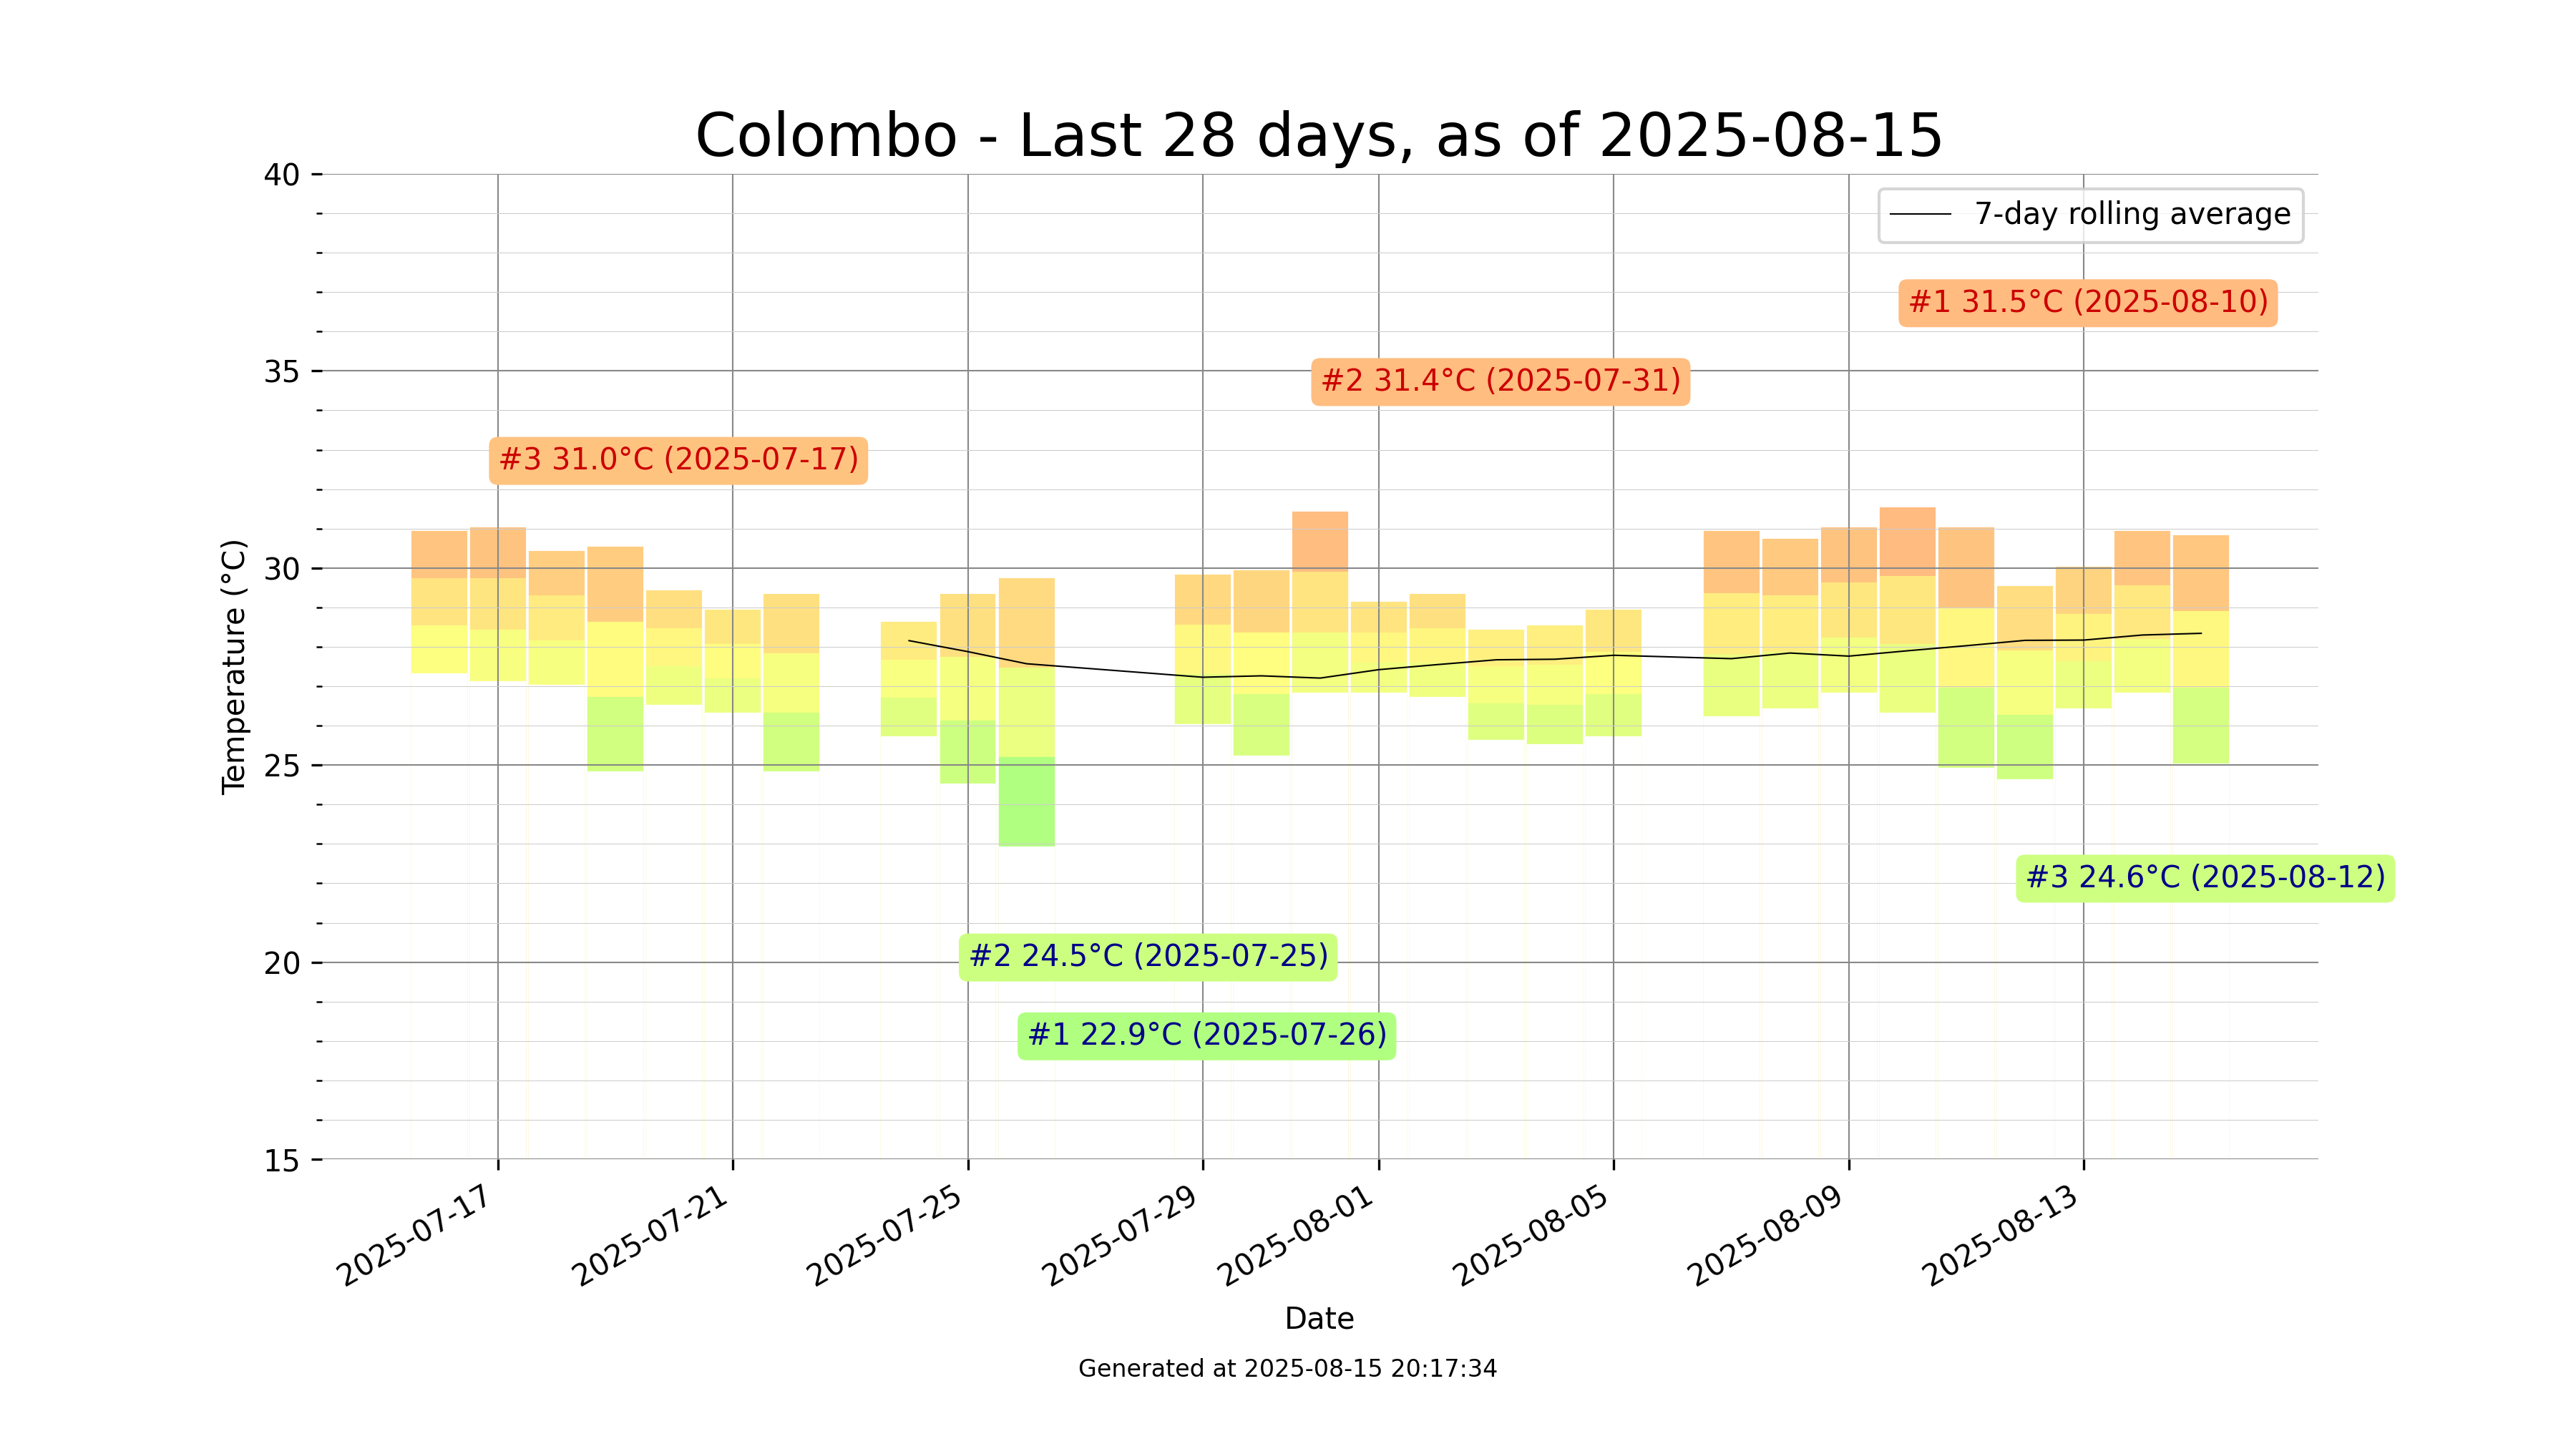 Colombo - Last 28 days, as of 2025-08-15
40
7-day rolling average
#1 31.5°C (2025-08-10)
35
#2 31.4°C (2025-07-31)
#3 31.0°C (2025-07-17)
30
Temperature (°C)
25
#3 24.6°C (2025-08-12)
20
#2 24.5°C (2025-07-25)
#1 22.9°C (2025-07-26)
15
2025-07-17
2025-07-21
2025-07-25
2025-07-29
2025-08-01
2025-08-05
2025-08-09
2025-08-13
Date
Generated at 2025-08-15 20:17:34